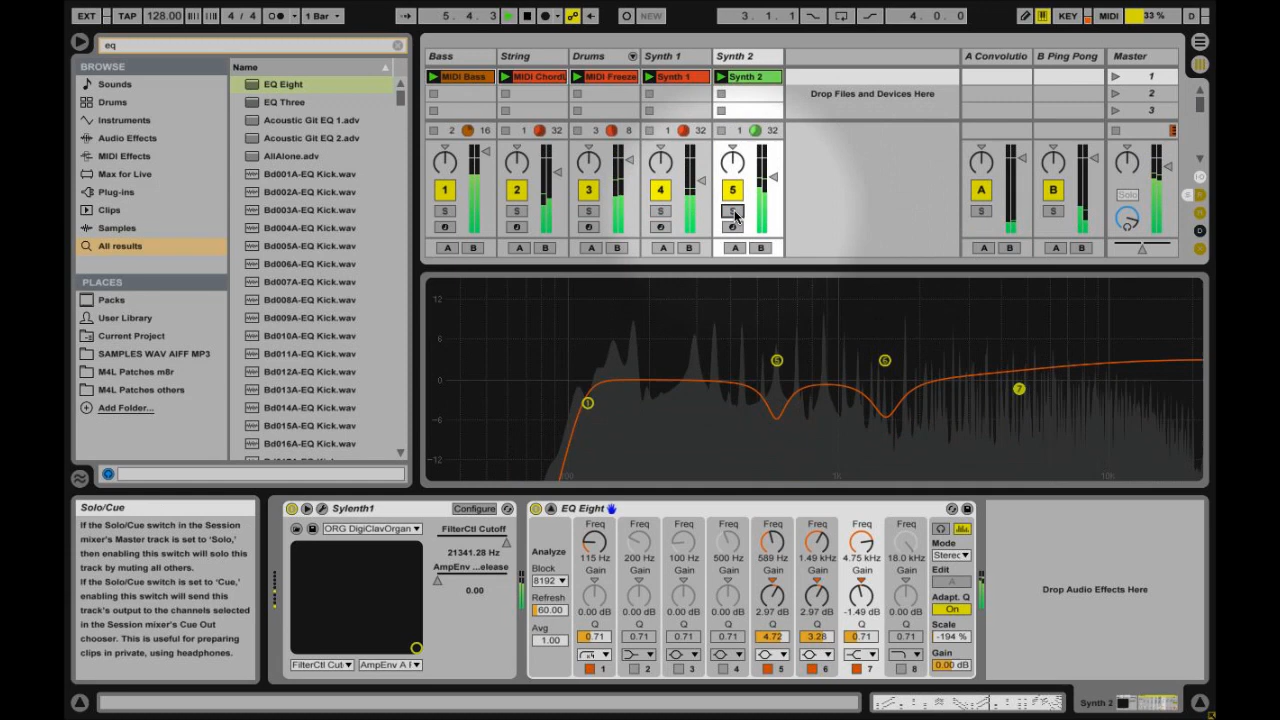 EXT TAP 128.00 4 / 4 1 Bar 5. 4. 3 NEW 3. 1. 1 4. 0. 0 KEY MIDI 33 % D
eq
BROWSE
Sounds
Drums
Instruments
Audio Effects
MIDI Effects
Max for Live
Plug-ins
Clips
Samples
All results
PLACES
Packs
User Library
Current Project
SAMPLES WAV AIFF MP3
M4L Patches m8r
M4L Patches others
Add Folder...
Name
EQ Eight
EQ Three
Acoustic Git EQ 1.adv
Acoustic Git EQ 2.adv
AllAlone.adv
Bd001A-EQ Kick.wav
Bd002A-EQ Kick.wav
Bd003A-EQ Kick.wav
Bd004A-EQ Kick.wav
Bd005A-EQ Kick.wav
Bd006A-EQ Kick.wav
Bd007A-EQ Kick.wav
Bd008A-EQ Kick.wav
Bd009A-EQ Kick.wav
Bd010A-EQ Kick.wav
Bd011A-EQ Kick.wav
Bd012A-EQ Kick.wav
Bd013A-EQ Kick.wav
Bd014A-EQ Kick.wav
Bd015A-EQ Kick.wav
Bd016A-EQ Kick.wav
Bass String Drums Synth 1 Synth 2 A Convolutio B Ping Pong Master
MIDI Bass MIDI Chord MIDI Freeze Synth 1 Synth 2 1
Drop Files and Devices Here 2
3
2 16 1 32 3 8 1 32 1 32
1 2 3 4 5 A B Solo
S S S S S S S
A B A B A B A B A B A B A B
12
6
0
-6
-12
1 5 6 7
100 1K 10K
Solo/Cue
If the Solo/Cue switch in the Session
mixer's Master track is set to 'Solo,'
then enabling this switch will solo this
track by muting all others.
If the Solo/Cue switch is set to 'Cue,'
enabling this switch will send this
track's output to the channels selected
in the Session mixer's Cue Out
chooser. This is useful for preparing
clips in private, using headphones.
Sylenth1 Configure
ORG DigiClavOrgan
FilterCtl Cutoff
21341.28 Hz
AmpEnv ...elease
0.00
FilterCtl Cut AmpEnv A
EQ Eight
Analyze
Block
8192
Refresh
60.00
Avg
1.00
Freq Freq Freq Freq Freq Freq Freq Freq
115 Hz 200 Hz 100 Hz 500 Hz 589 Hz 1.49 kHz 4.75 kHz 18.0 kHz
Gain Gain Gain Gain Gain Gain Gain Gain
0.00 dB 0.00 dB 0.00 dB 0.00 dB 2.97 dB 2.97 dB -1.49 dB 0.00 dB
Q Q Q Q Q Q Q Q
0.71 0.71 0.71 0.71 4.72 3.28 0.71 0.71
1 2 3 4 5 6 7 8
Mode
Edit
A
Adapt. Q
On
Scale
-194 %
Gain
0.00 dB
Drop Audio Effects Here
Synth 2